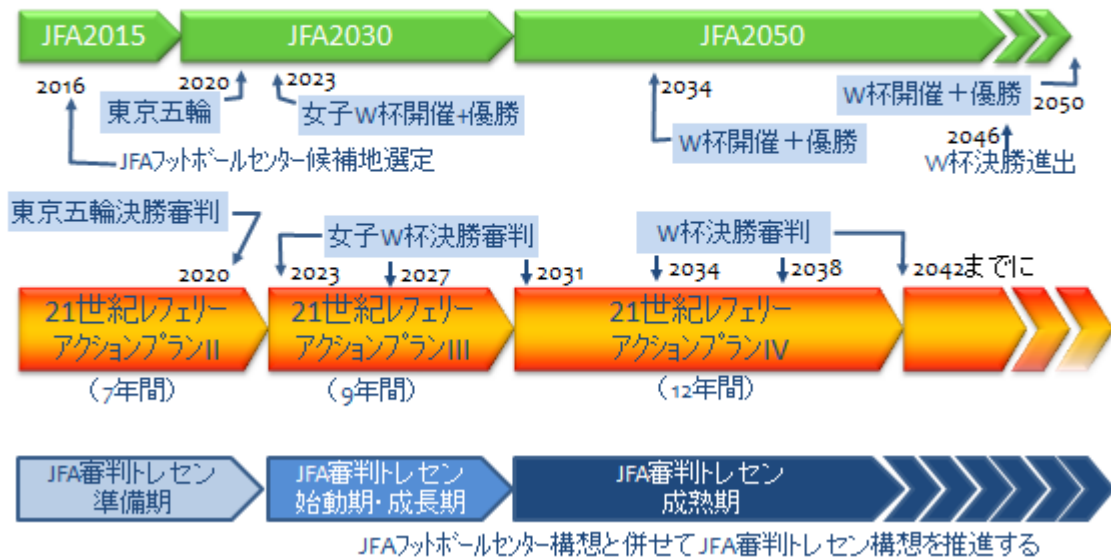 JFA2015
JFA2030
JFA2050
2016
2020
2023
2034
2050
東京五輪
女子W杯開催+優勝
W杯開催+優勝
W杯開催+優勝
2046
W杯決勝進出
JFAフットボールセンター候補地選定
東京五輪決勝審判
女子W杯決勝審判
W杯決勝審判
2020
2023
2027
2031
2034
2038
2042までに
21世紀レフェリー
アクションプランII
(7年間)
21世紀レフェリー
アクションプランIII
(9年間)
21世紀レフェリー
アクションプランIV
(12年間)
JFA審判トレセン
準備期
JFA審判トレセン
始動期・成長期
JFA審判トレセン
成熟期
JFAフットボールセンター構想と併せてJFA審判トレセン構想を推進する